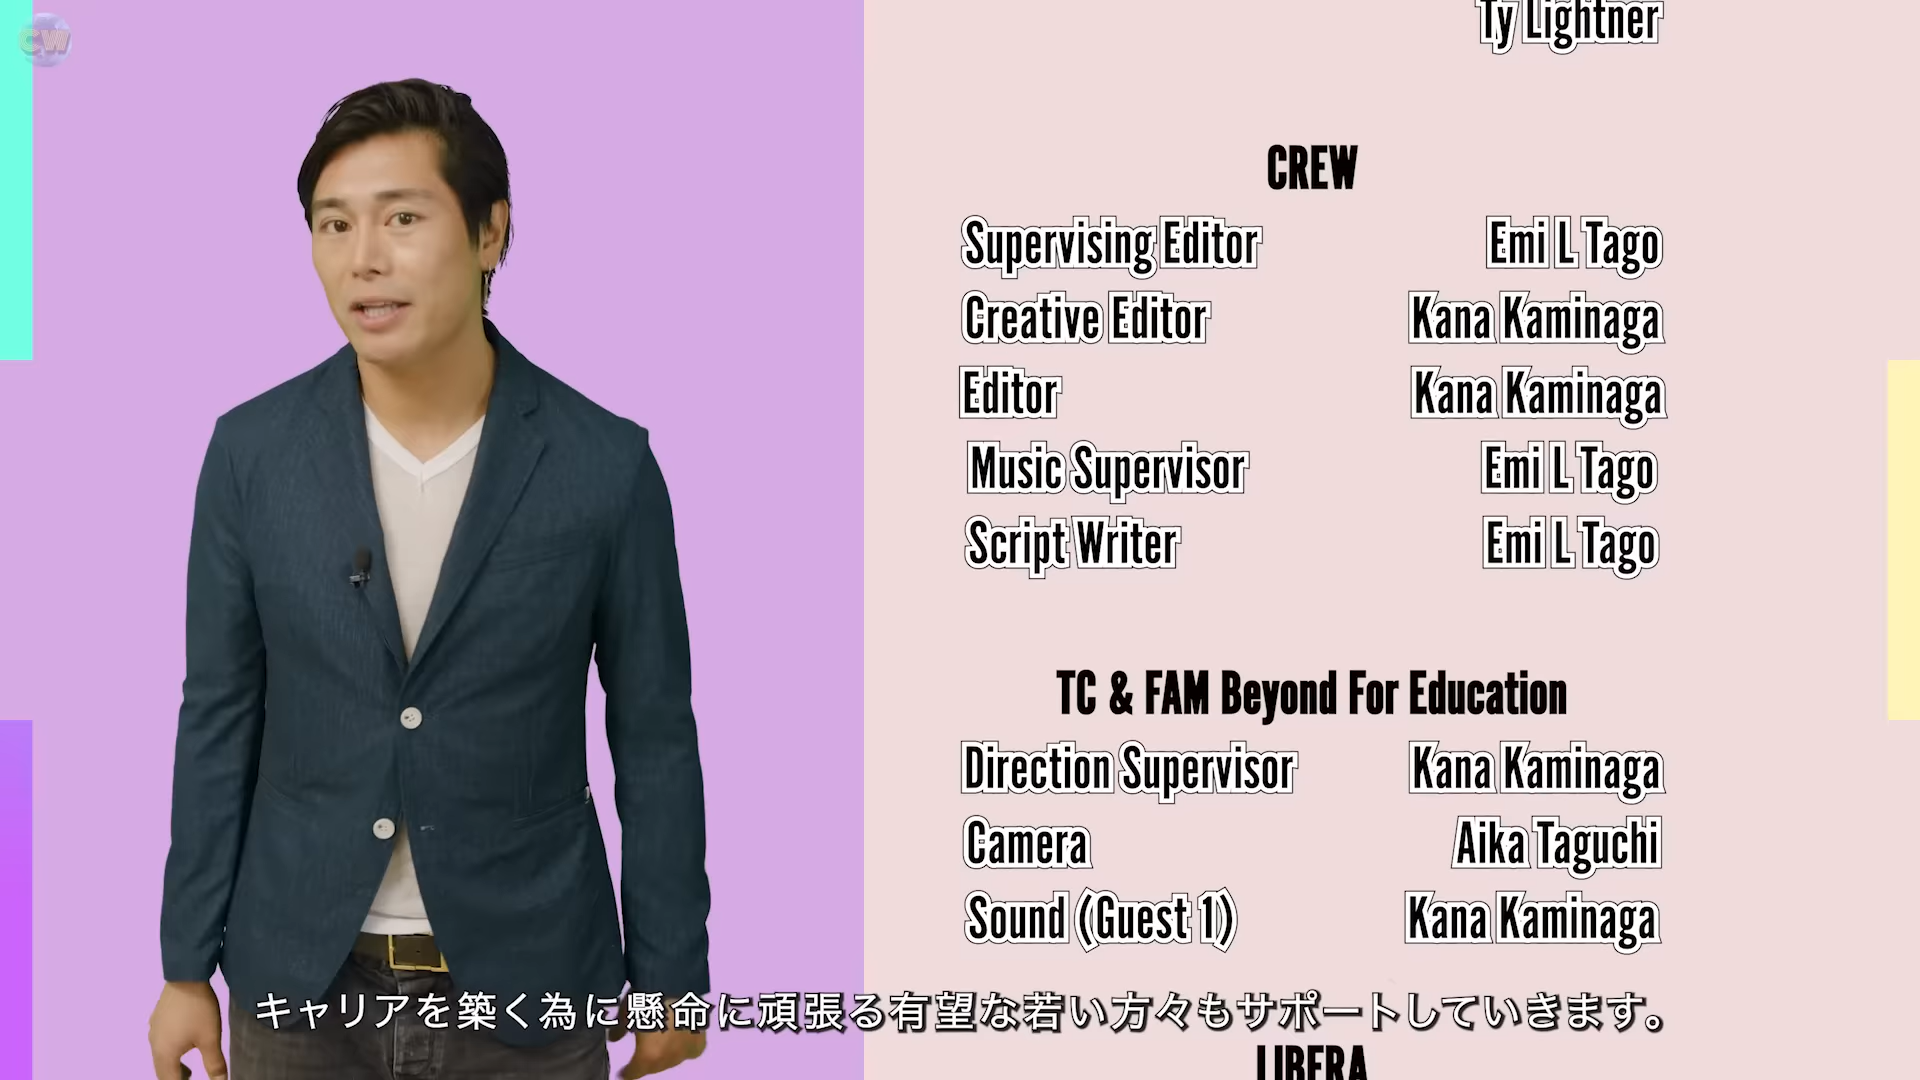 CW
Ty Lightner
CREW
Supervising Editor Emi L Tago
Creative Editor Kana Kaminaga
Editor Kana Kaminaga
Music Supervisor Emi L Tago
Script Writer Emi L Tago
TC & FAM Beyond For Education
Direction Supervisor Kana Kaminaga
Camera Aika Taguchi
Sound (Guest 1) Kana Kaminaga
キャリアを築く為に懸命に頑張る有望な若い方々もサポートしていきます。
LIBERA